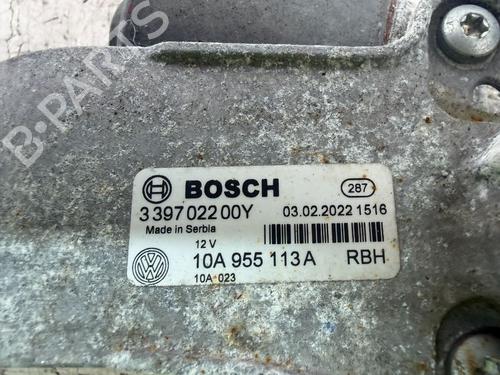 B-PARTS
BOSCH 287
3 397 022 00Y 03.02.2022 1516
Made in Serbia
12 V
10A 955 113 A RBH
10A 023